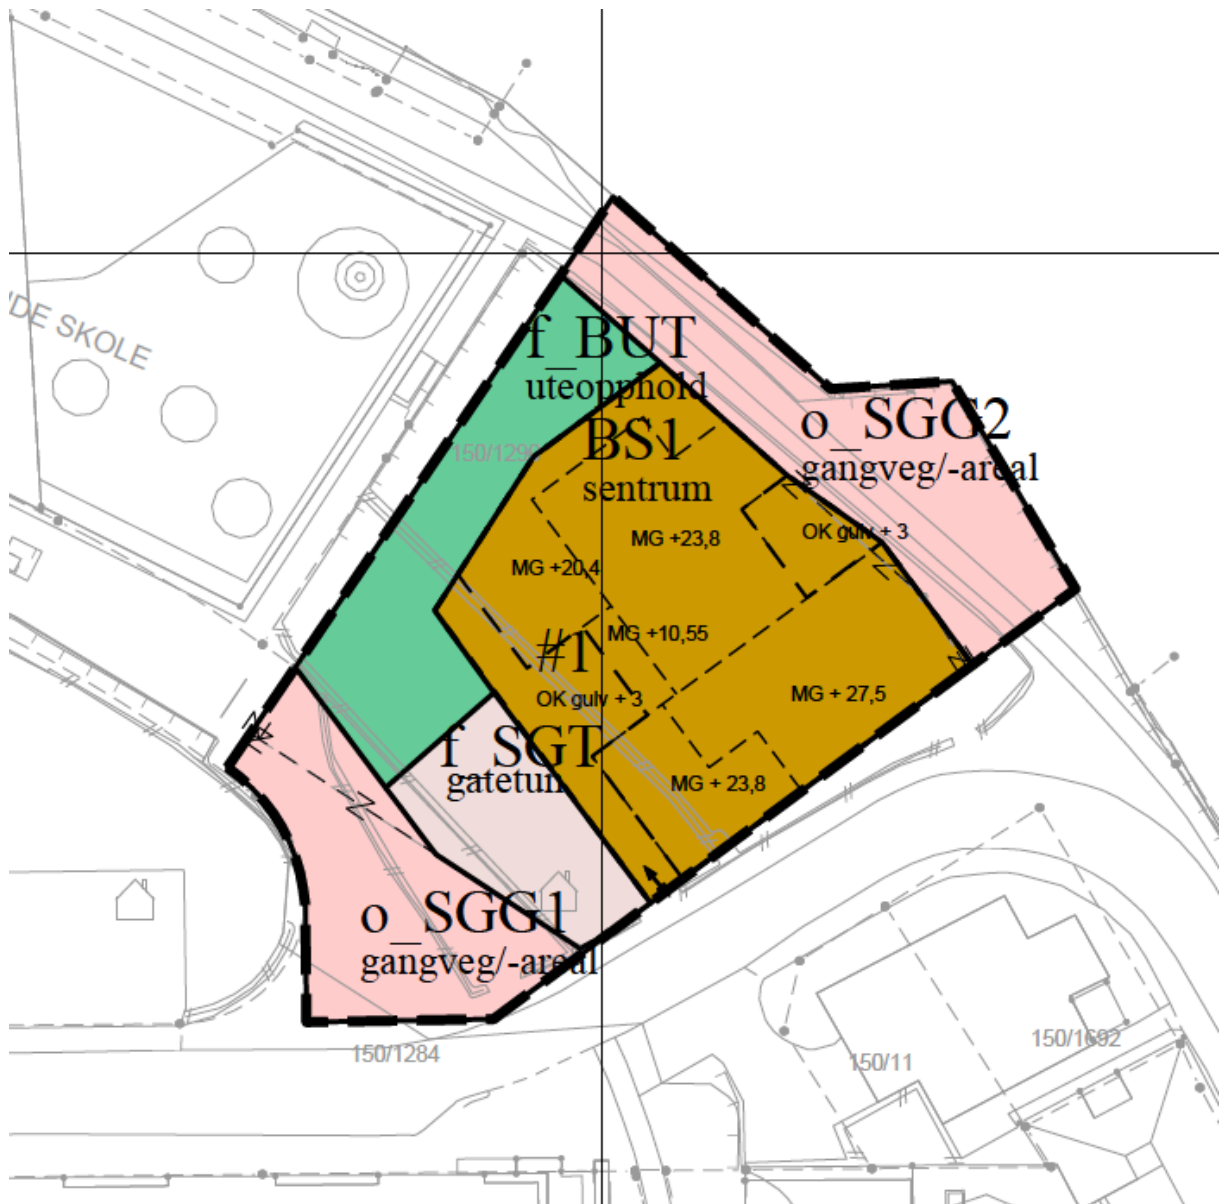 DE SKOLE
f_BUT
uteopphold
BS1
sentrum
o_SGG2
gangveg/-areal
OK gulv + 3
MG +23,8
MG +20,4
#1
MG +10,55
OK gulv + 3
MG + 27,5
f_SGT
gatetun
MG + 23,8
o_SGG1
gangveg/-areal
150/1284
150/11
150/1692